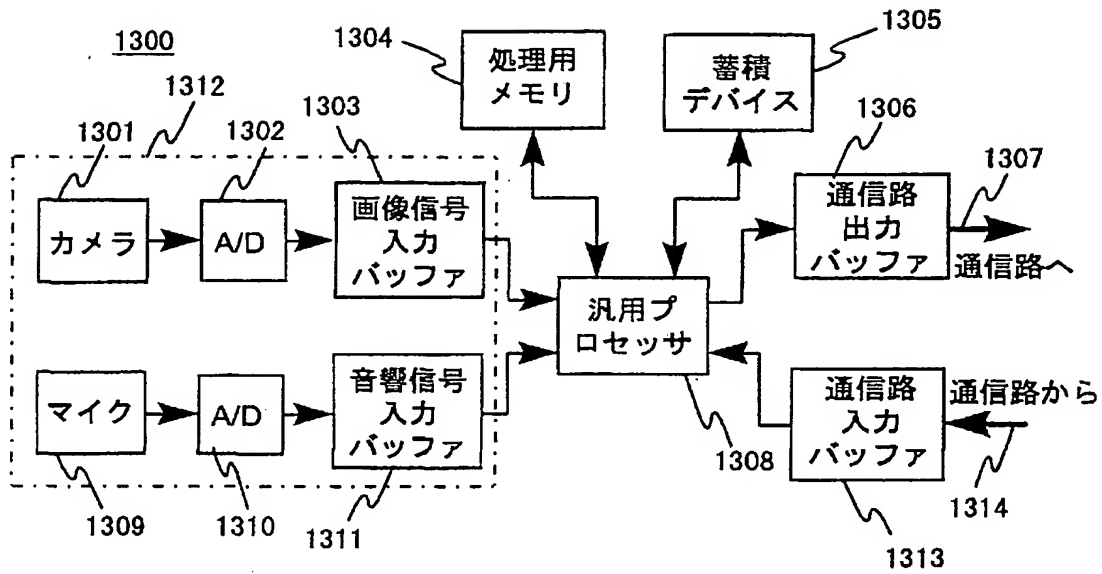 1300
1312
1301
1302
1303
1304
処理用
メモリ
1305
蓄積
デバイス
1306
1307
カメラ
A/D
画像信号
入力
バッファ
通信路
出力
バッファ
通信路へ
汎用プ
ロセッサ
マイク
A/D
音響信号
入力
バッファ
通信路
入力
バッファ
通信路から
1308
1309
1310
1311
1313
1314